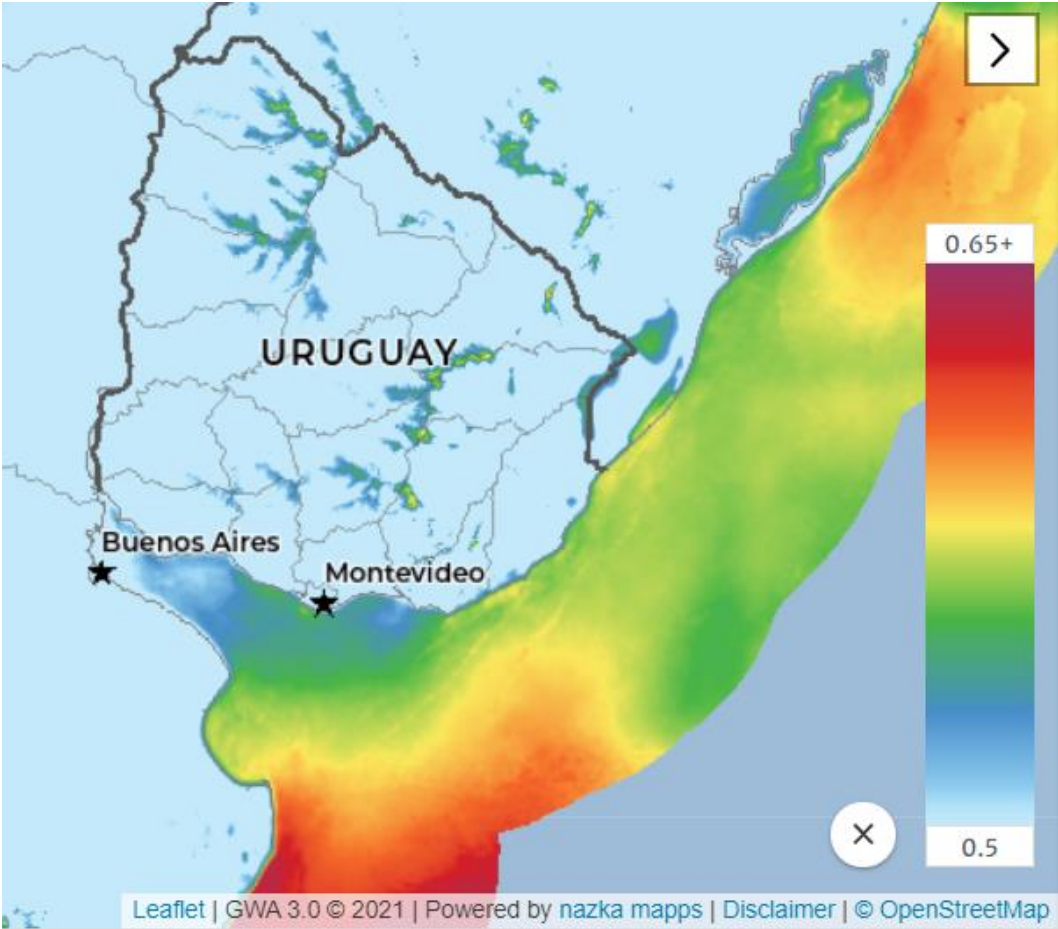 >
0.65+
URUGUAY
Buenos Aires
Montevideo
×
0.5
Leaflet | GWA 3.0 © 2021 | Powered by nazka mapps | Disclaimer | © OpenStreetMap